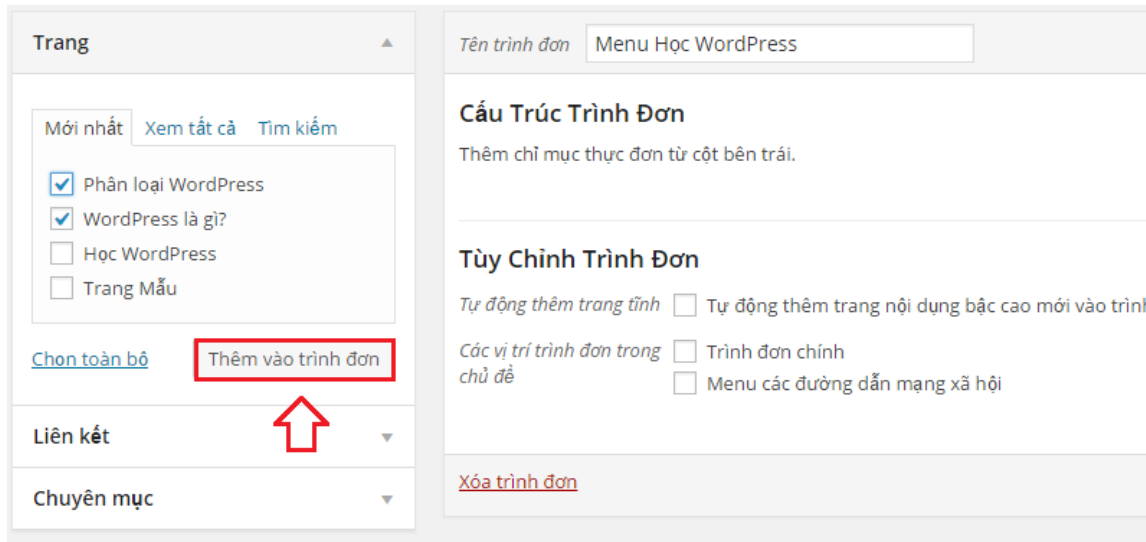 Trang
Mới nhất Xem tất cả Tìm kiếm
Phân loại WordPress
WordPress là gì?
Học WordPress
Trang Mẫu
Chọn toàn bộ Thêm vào trình đơn
Liên kết
Chuyên mục
Tên trình đơn Menu Học WordPress
Cấu Trúc Trình Đơn
Thêm chỉ mục thực đơn từ cột bên trái.
Tùy Chỉnh Trình Đơn
Tự động thêm trang tĩnh Tự động thêm trang nội dụng bậc cao mới vào trình
Các vị trí trình đơn trong Trình đơn chính
chủ đề
Menu các đường dẫn mạng xã hội
Xóa trình đơn